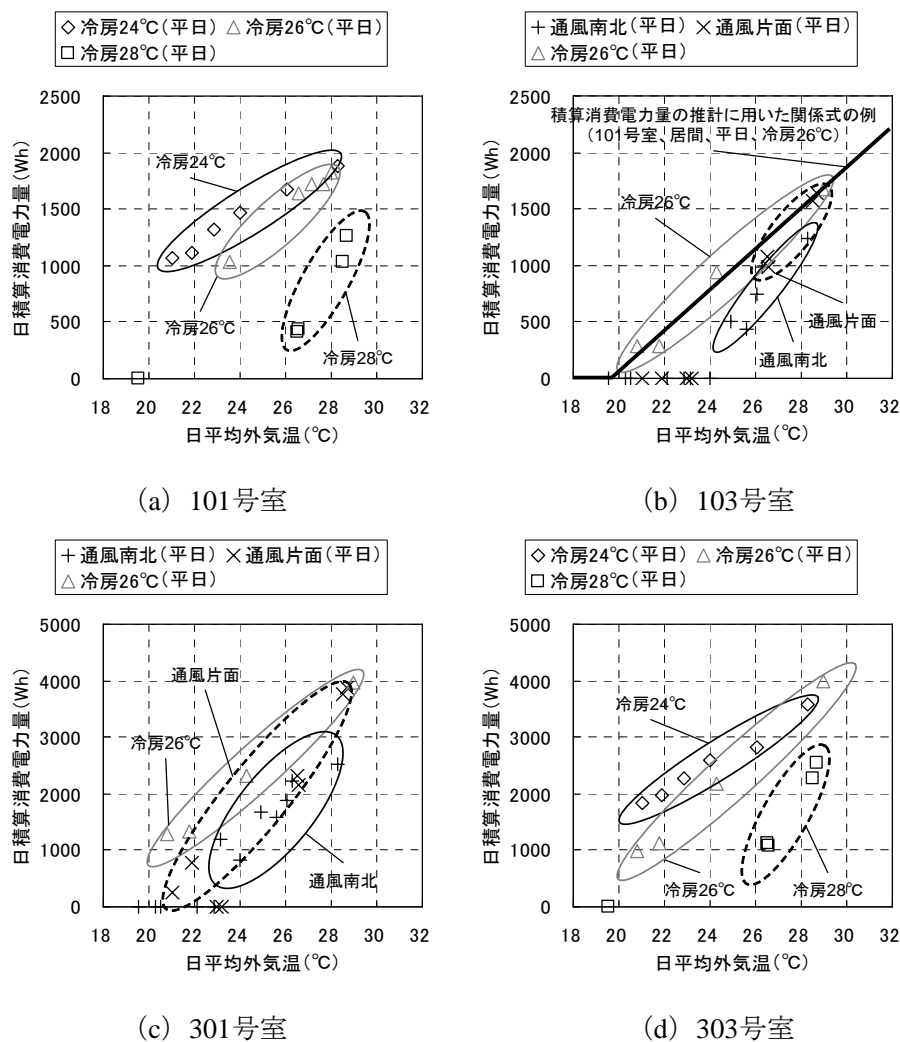 ◇ 冷房24℃(平日) △ 冷房26℃(平日)
□ 冷房28℃(平日)
日積算消費電力量(Wh)
2500
2000
1500
1000
500
0
冷房24℃
冷房26℃
冷房28℃
18 20 22 24 26 28 30 32
日平均外気温(℃)
(a) 101号室
+ 通風南北(平日) × 通風片面(平日)
△ 冷房26℃(平日)
日積算消費電力量(Wh)
2500
2000
1500
1000
500
0
積算消費電力量の推計に用いた関係式の例
(101号室、居間、平日、冷房26℃)
冷房26℃
通風片面
通風南北
18 20 22 24 26 28 30 32
日平均外気温(℃)
(b) 103号室
+ 通風南北(平日) × 通風片面(平日)
△ 冷房26℃(平日)
日積算消費電力量(Wh)
5000
4000
3000
2000
1000
0
通風片面
冷房26℃
通風南北
18 20 22 24 26 28 30 32
日平均外気温(℃)
(c) 301号室
◇ 冷房24℃(平日) △ 冷房26℃(平日)
□ 冷房28℃(平日)
日積算消費電力量(Wh)
5000
4000
3000
2000
1000
0
冷房24℃
冷房26℃
冷房28℃
18 20 22 24 26 28 30 32
日平均外気温(℃)
(d) 303号室